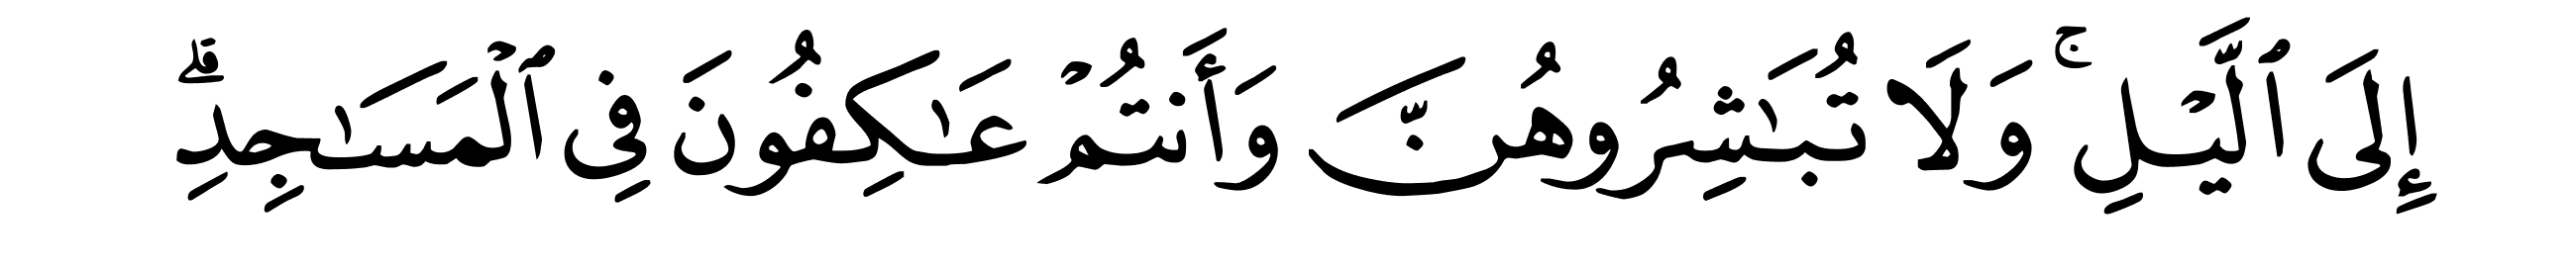 إِلَى ٱلَّيۡلِۚ وَلَا تُبَٰشِرُوهُنَّ وَأَنتُمۡ عَٰكِفُونَ فِي ٱلۡمَسَٰجِدِۗ